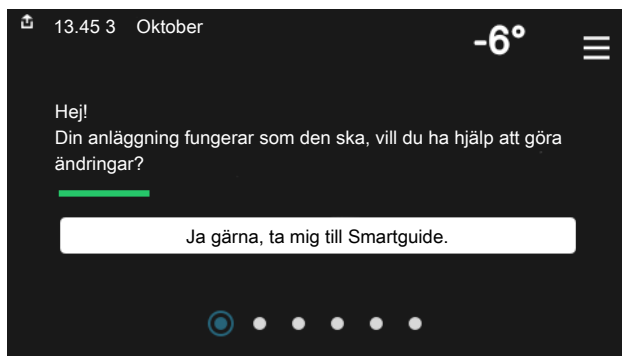 13.45 3 Oktober
-6°
Hej!
Din anläggning fungerar som den ska, vill du ha hjälp att göra
ändringar?
Ja gärna, ta mig till Smartguide.